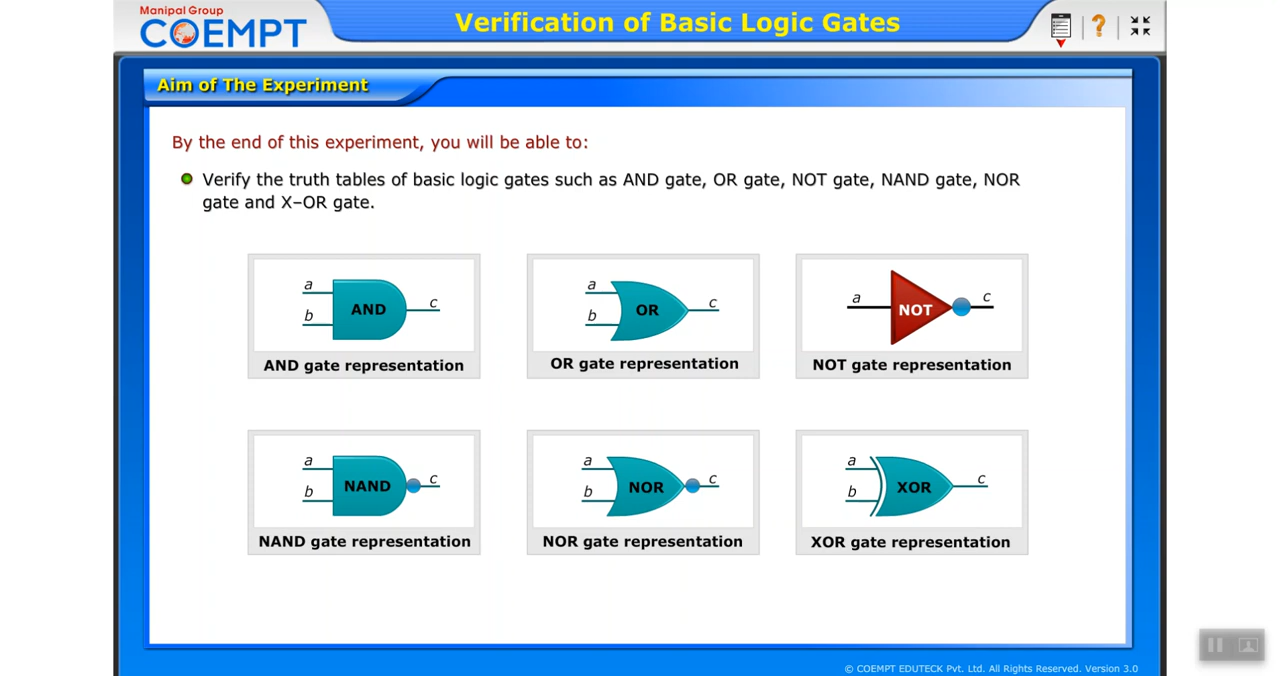 Manipal Group
COEMPT
Verification of Basic Logic Gates
?
Aim of The Experiment
By the end of this experiment, you will be able to:
Verify the truth tables of basic logic gates such as AND gate, OR gate, NOT gate, NAND gate, NOR
gate and X-OR gate.
a
b
AND
c
AND gate representation
a
b
OR
c
OR gate representation
a
NOT
c
NOT gate representation
a
b
NAND
c
NAND gate representation
a
b
NOR
c
NOR gate representation
a
b
XOR
c
XOR gate representation
© COEMPT EDUTECK Pvt. Ltd. All Rights Reserved. Version 3.0